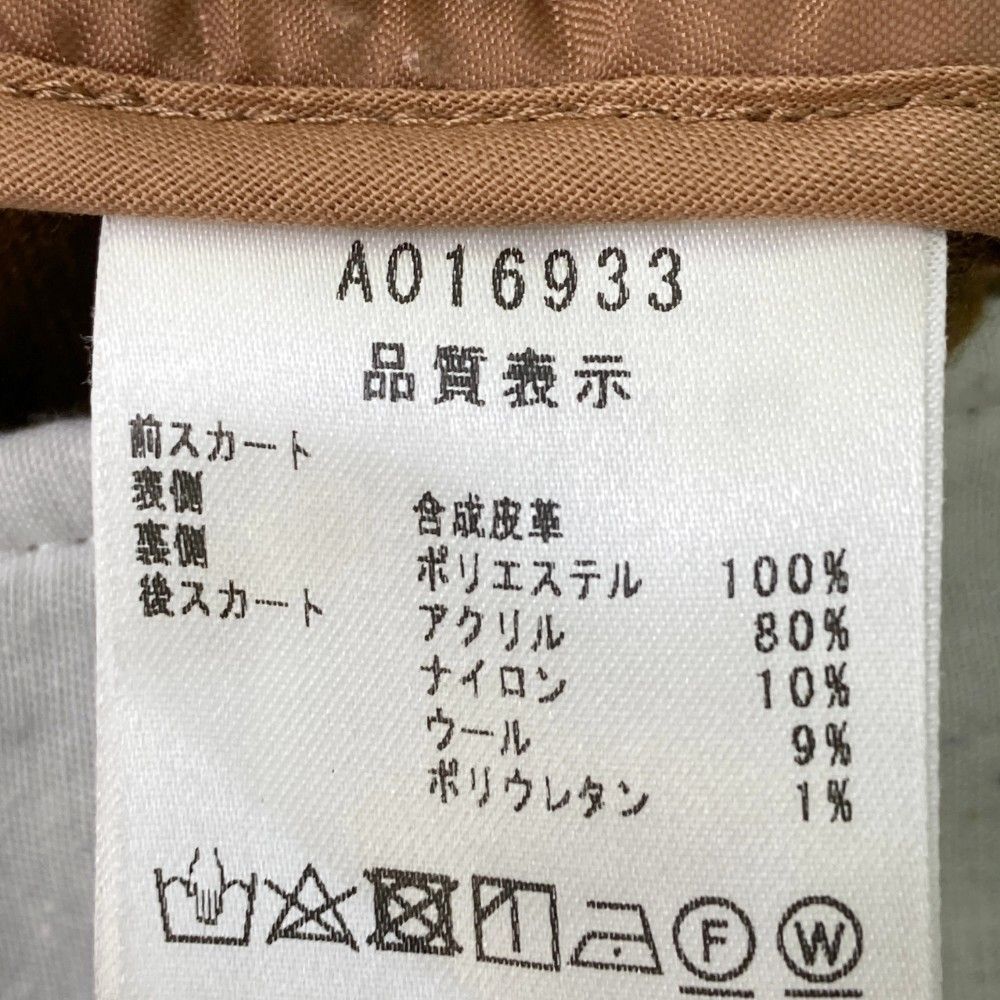 A016933
品質表示
前スカート
表側
合成皮革
裏側
ポリエステル 100%
後スカート
アクリル 80%
ナイロン 10%
ウール 9%
ポリウレタン 1%
F W